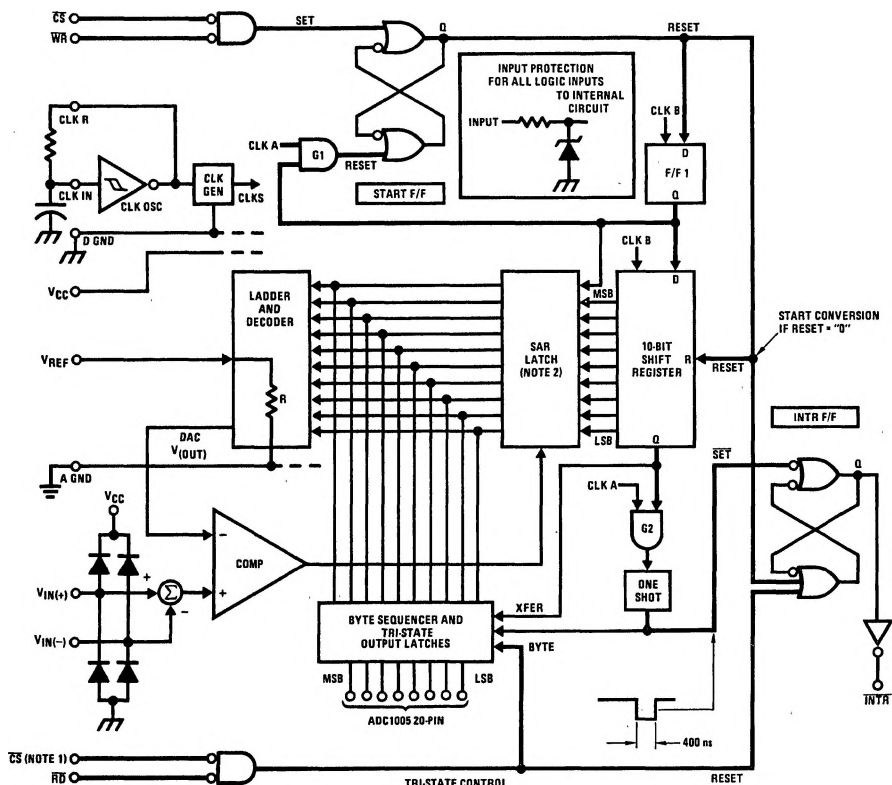 CS
WR
SET
Q
RESET
CLK R
CLK IN
CLK OSC
CLK
GEN
CLKS
D GND
CLK A
G1
RESET
START F/F
INPUT PROTECTION
FOR ALL LOGIC INPUTS
TO INTERNAL
CIRCUIT
INPUT
CLK B
D
F/F 1
Q
VCC
LADDER
AND
DECODER
VREF
R
DAC
V(OUT)
A GND
MSB
SAR
LATCH
(NOTE 2)
LSB
CLK B
D
10-BIT
SHIFT
REGISTER
R
RESET
Q
START CONVERSION
IF RESET = "0"
INTR F/F
SET
Q
INTR
CLK A
G2
ONE
SHOT
XFER
BYTE
VCC
VIN(+)
VIN(−)
+
Σ
−
−
+
COMP
BYTE SEQUENCER AND
TRI-STATE
OUTPUT LATCHES
MSB
LSB
ADC1005 20-PIN
400 ns
CS (NOTE 1)
RD
TRI-STATE CONTROL
RESET